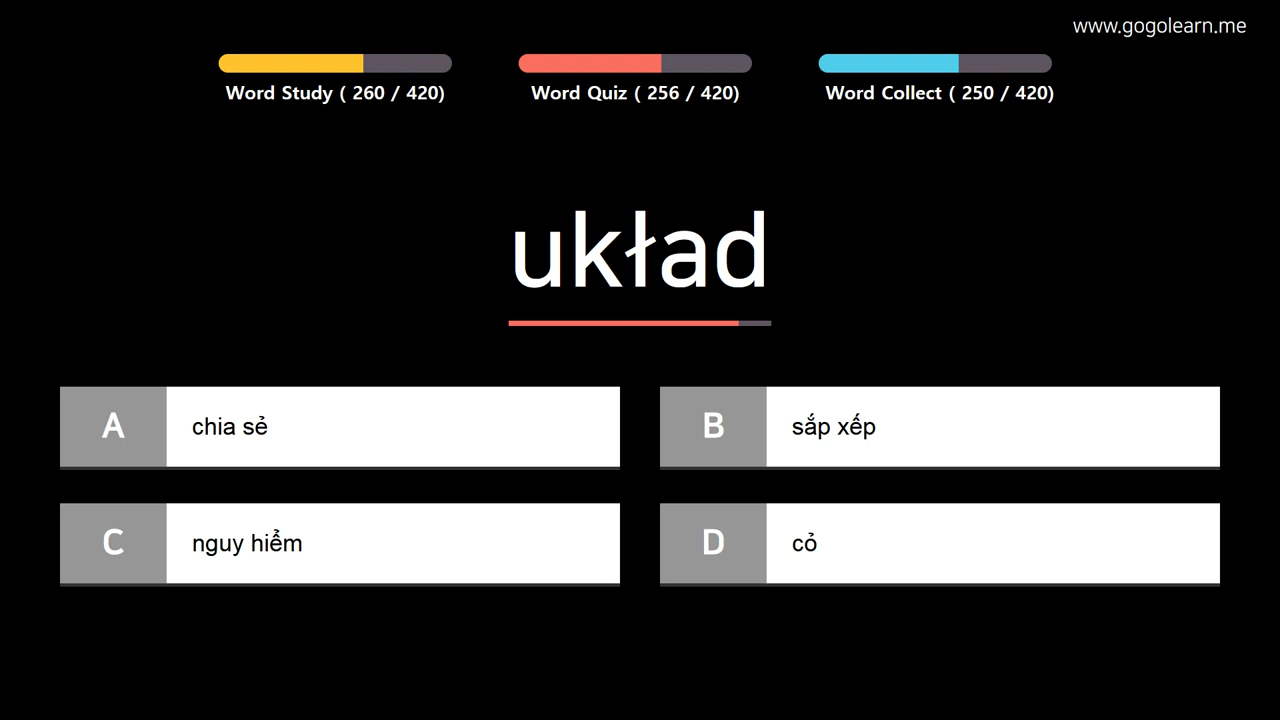 www.gogolearn.me
Word Study ( 260 / 420)
Word Quiz ( 256 / 420)
Word Collect ( 250 / 420)
układ
A chia sẻ
B sắp xếp
C nguy hiểm
D cỏ